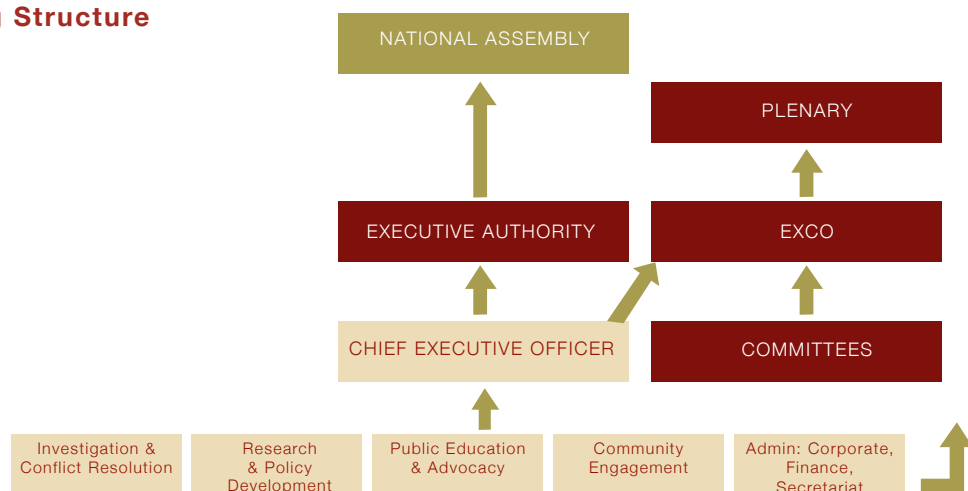 Structure
NATIONAL ASSEMBLY
PLENARY
EXECUTIVE AUTHORITY
EXCO
CHIEF EXECUTIVE OFFICER
COMMITTEES
Investigation &
Conflict Resolution
Research
& Policy
Development
Public Education
& Advocacy
Community
Engagement
Admin: Corporate,
Finance,
Secretariat